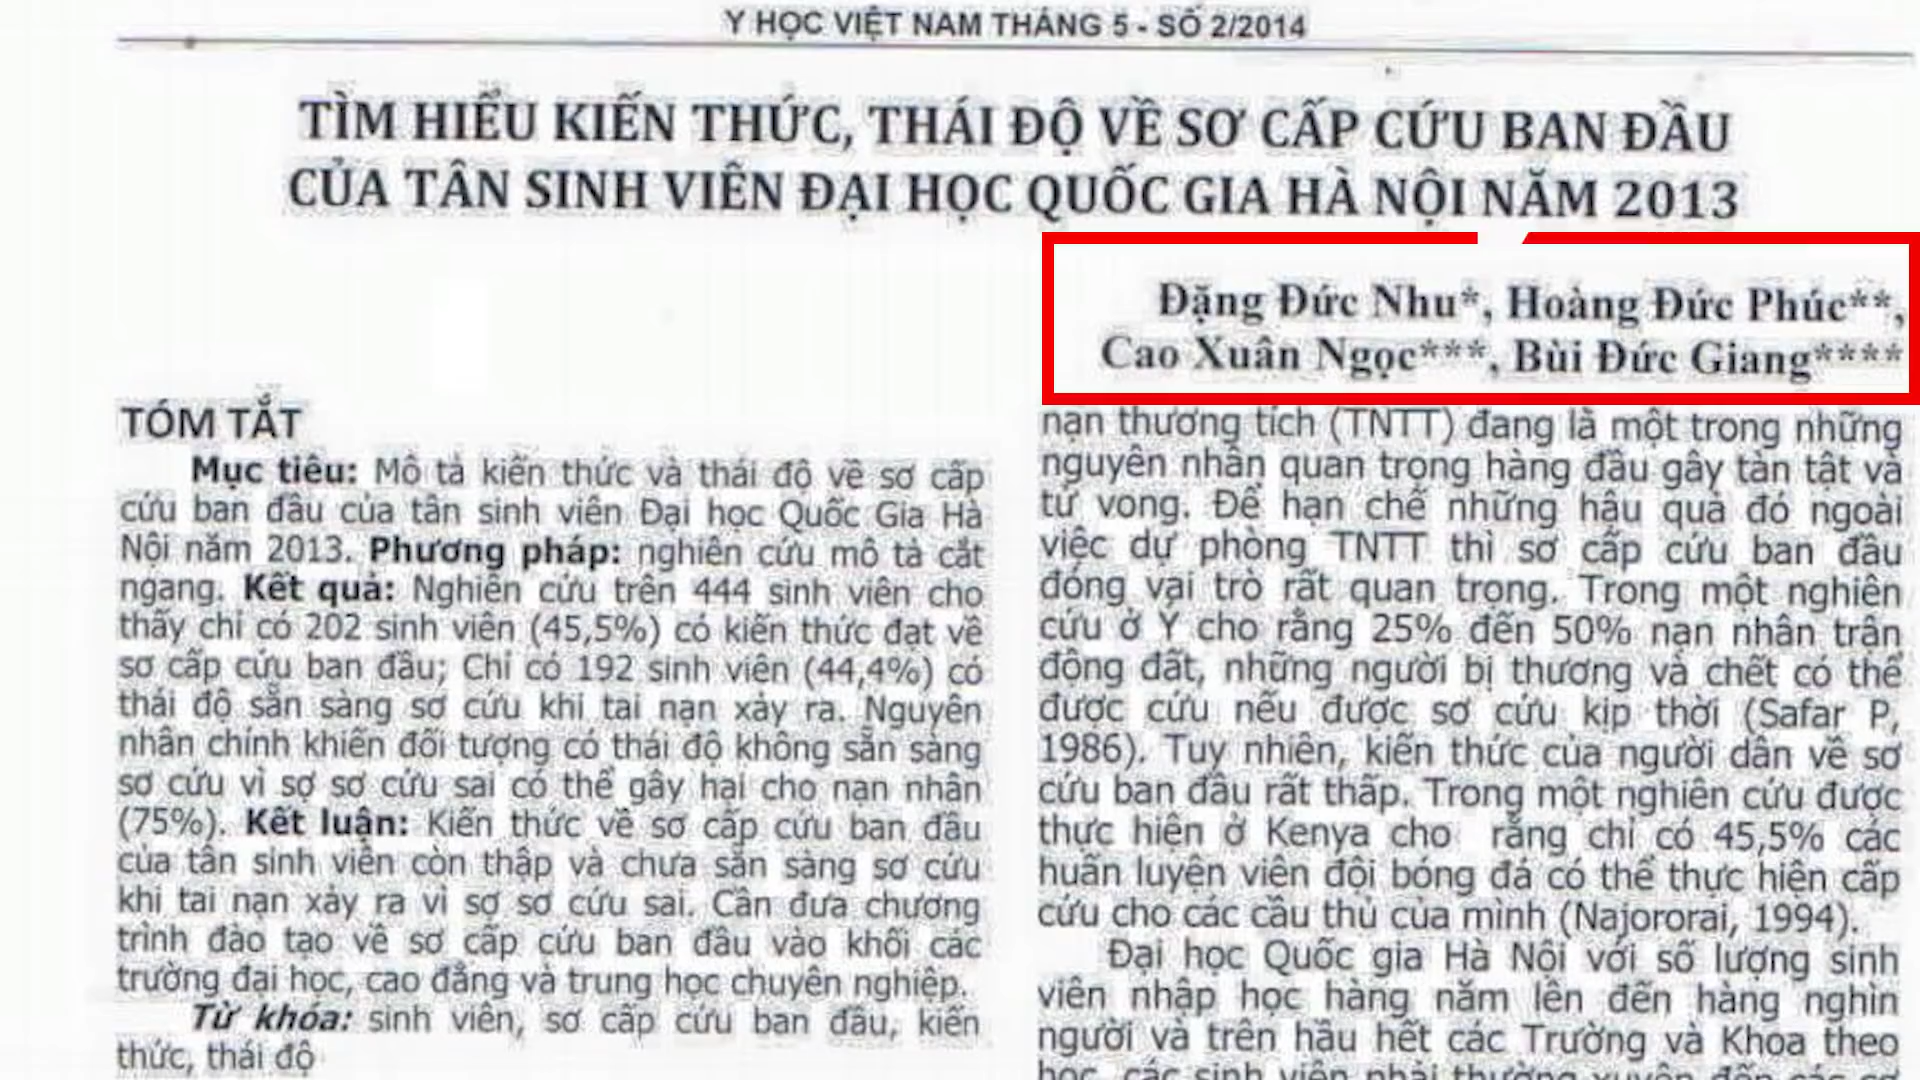 Y HỌC VIỆT NAM THÁNG 5 - SỐ 2/2014
TÌM HIỂU KIẾN THỨC, THÁI ĐỘ VỀ SƠ CẤP CỨU BAN ĐẦU
CỦA TÂN SINH VIÊN ĐẠI HỌC QUỐC GIA HÀ NỘI NĂM 2013
Đặng Đức Nhu*, Hoàng Đức Phúc**,
Cao Xuân Ngọc***, Bùi Đức Giang****
TÓM TẮT
Mục tiêu: Mô tả kiến thức và thái độ về sơ cấp
cứu ban đầu của tân sinh viên Đại học Quốc Gia Hà
Nội năm 2013. Phương pháp: nghiên cứu mô tả cắt
ngang. Kết quả: Nghiên cứu trên 444 sinh viên cho
thấy chỉ có 202 sinh viên (45,5%) có kiến thức đạt về
sơ cấp cứu ban đầu; Chỉ có 192 sinh viên (44,4%) có
thái độ sẵn sàng sơ cứu khi tai nạn xảy ra. Nguyên
nhân chính khiến đối tượng có thái độ không sẵn sàng
sơ cứu vì sợ sơ cứu sai có thể gây hại cho nạn nhân
(75%). Kết luận: Kiến thức về sơ cấp cứu ban đầu
của tân sinh viên còn thấp và chưa sẵn sàng sơ cứu
khi tai nạn xảy ra vì sợ sơ cứu sai. Cần đưa chương
trình đào tạo về sơ cấp cứu ban đầu vào khối các
trường đại học, cao đẳng và trung học chuyên nghiệp.
Từ khóa: sinh viên, sơ cấp cứu ban đầu, kiến
thức, thái độ
nạn thương tích (TNTT) đang là một trong những
nguyên nhân quan trọng hàng đầu gây tàn tật và
tử vong. Để hạn chế những hậu quả đó ngoài
việc dự phòng TNTT thì sơ cấp cứu ban đầu
đóng vai trò rất quan trọng. Trong một nghiên
cứu ở Ý cho rằng 25% đến 50% nạn nhân trận
động đất, những người bị thương và chết có thể
được cứu nếu được sơ cứu kịp thời (Safar P,
1986). Tuy nhiên, kiến thức của người dân về sơ
cứu ban đầu rất thấp. Trong một nghiên cứu được
thực hiện ở Kenya cho rằng chỉ có 45,5% các
huấn luyện viên đội bóng đá có thể thực hiện cấp
cứu cho các cầu thủ của mình (Najororai, 1994).
Đại học Quốc gia Hà Nội với số lượng sinh
viên nhập học hàng năm lên đến hàng nghìn
người và trên hầu hết các Trường và Khoa theo
học, các sinh viên phải thường xuyên đến các cơ